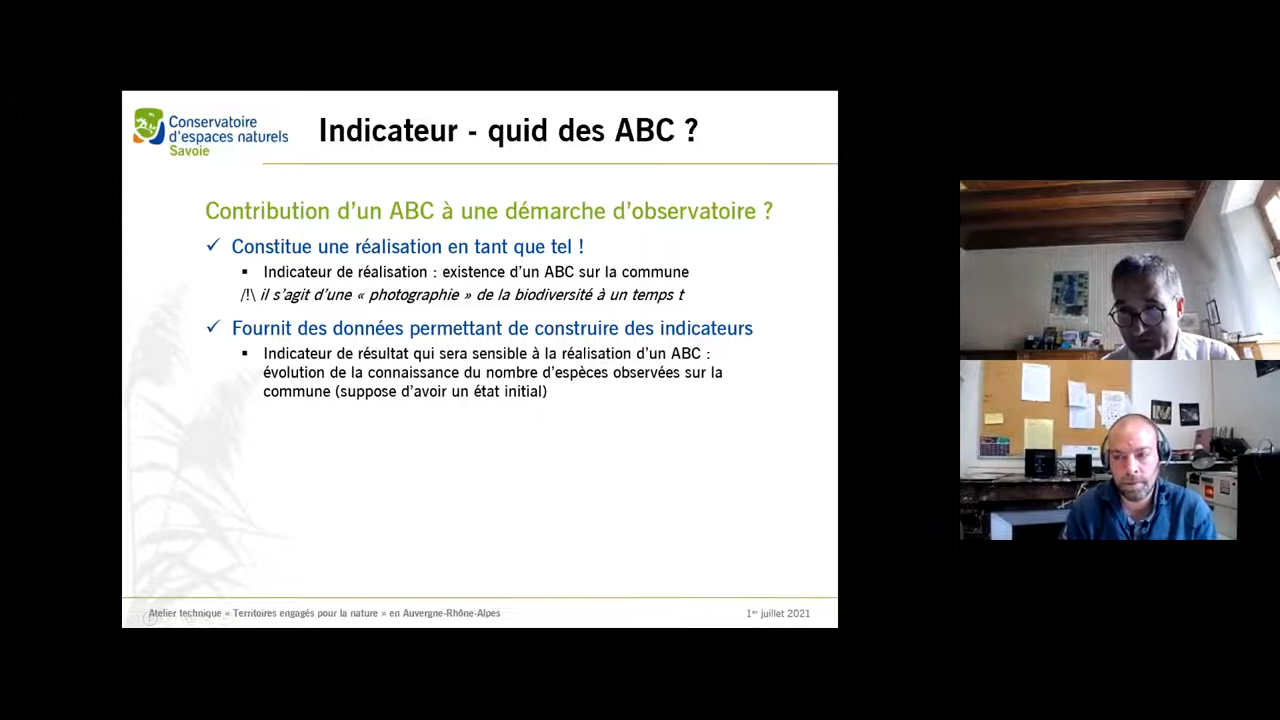 Conservatoire
d'espaces naturels
Savoie
Indicateur - quid des ABC ?
Contribution d'un ABC à une démarche d'observatoire ?
✓ Constitue une réalisation en tant que tel !
▪ Indicateur de réalisation : existence d'un ABC sur la commune
/!\ il s'agit d'une « photographie » de la biodiversité à un temps t
✓ Fournit des données permettant de construire des indicateurs
▪ Indicateur de résultat qui sera sensible à la réalisation d'un ABC :
évolution de la connaissance du nombre d'espèces observées sur la
commune (suppose d'avoir un état initial)
Atelier technique « Territoires engagés pour la nature » en Auvergne-Rhône-Alpes
1er juillet 2021